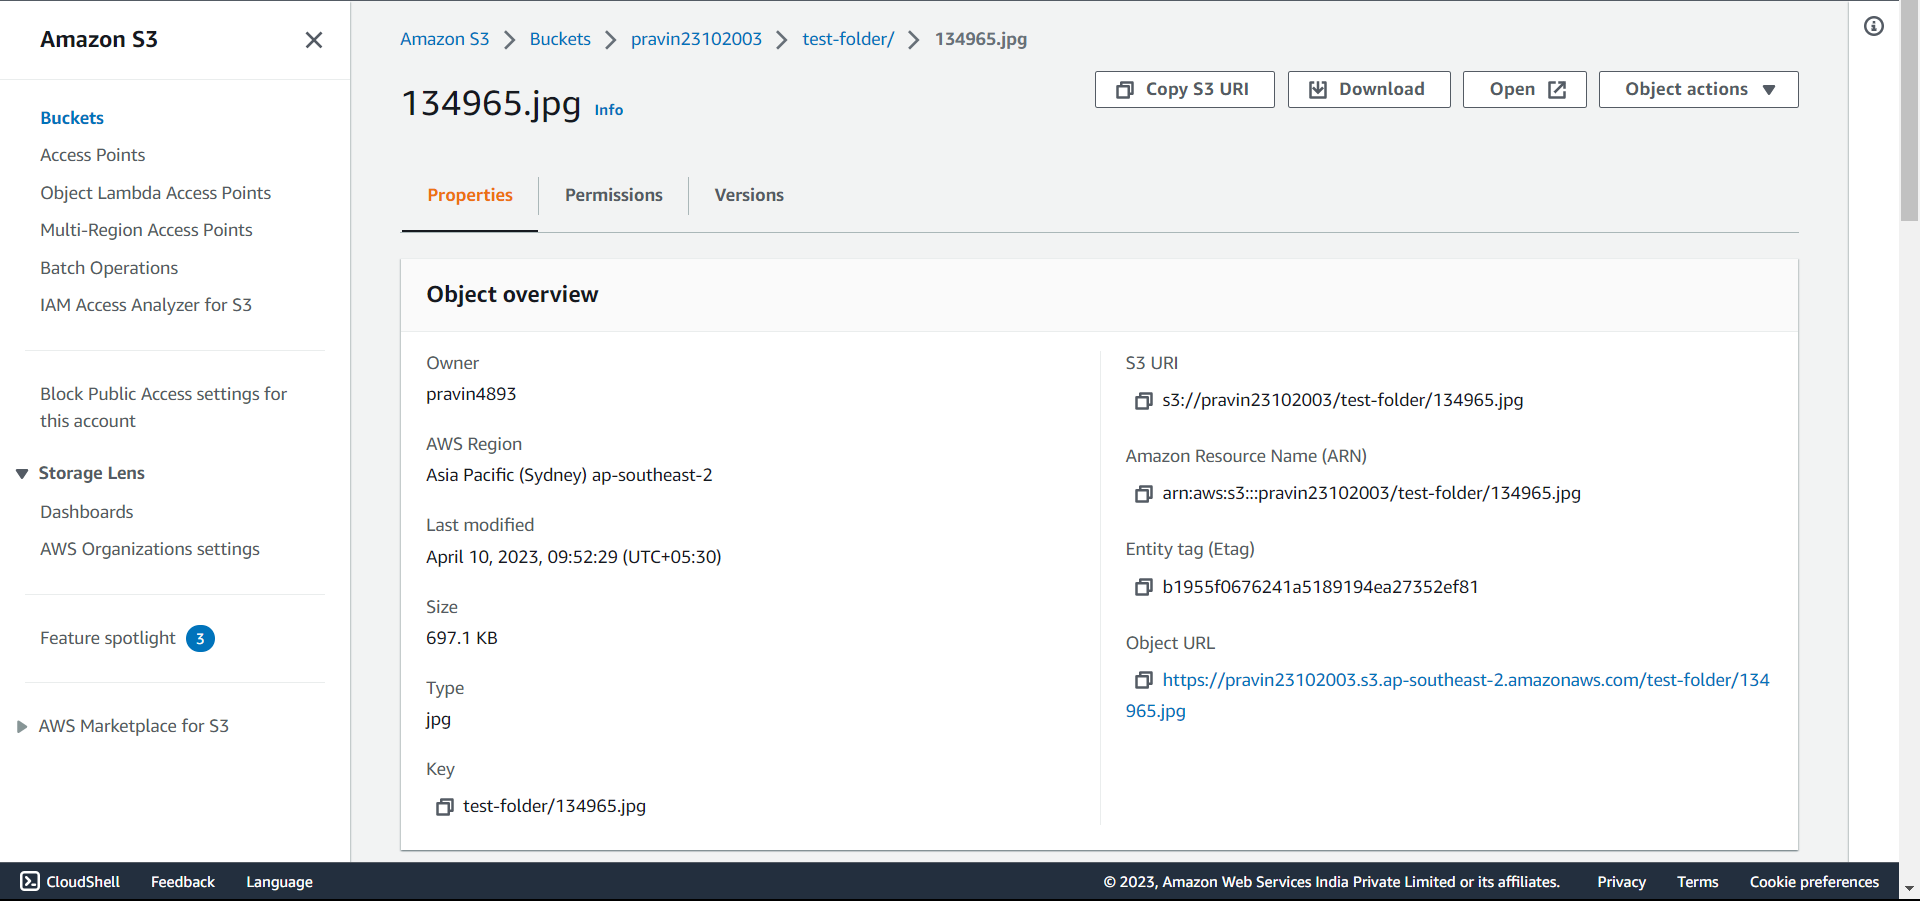 Amazon S3
Buckets
Access Points
Object Lambda Access Points
Multi-Region Access Points
Batch Operations
IAM Access Analyzer for S3
Block Public Access settings for
this account
Storage Lens
Dashboards
AWS Organizations settings
Feature spotlight 3
AWS Marketplace for S3
Amazon S3 Buckets pravin23102003 test-folder/ 134965.jpg
134965.jpg Info
Copy S3 URI Download Open Object actions
Properties Permissions Versions
Object overview
Owner
pravin4893
AWS Region
Asia Pacific (Sydney) ap-southeast-2
Last modified
April 10, 2023, 09:52:29 (UTC+05:30)
Size
697.1 KB
Type
jpg
Key
test-folder/134965.jpg
S3 URI
s3://pravin23102003/test-folder/134965.jpg
Amazon Resource Name (ARN)
arn:aws:s3:::pravin23102003/test-folder/134965.jpg
Entity tag (Etag)
b1955f0676241a5189194ea27352ef81
Object URL
https://pravin23102003.s3.ap-southeast-2.amazonaws.com/test-folder/134
965.jpg
CloudShell Feedback Language © 2023, Amazon Web Services India Private Limited or its affiliates. Privacy Terms Cookie preferences